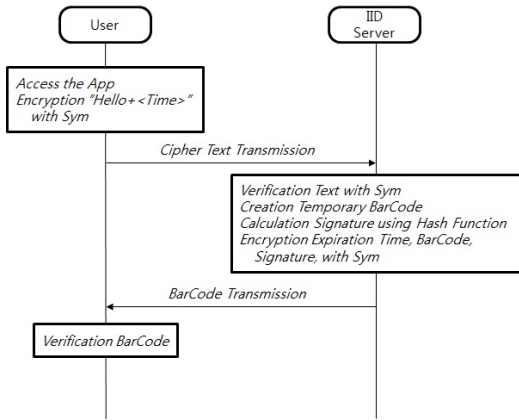 User
IID
Server
Access the App
Encryption “Hello+<Time>”
with Sym
Cipher Text Transmission
Verification Text with Sym
Creation Temporary BarCode
Calculation Signature using Hash Function
Encryption Expiration Time, BarCode,
Signature, with Sym
BarCode Transmission
Verification BarCode